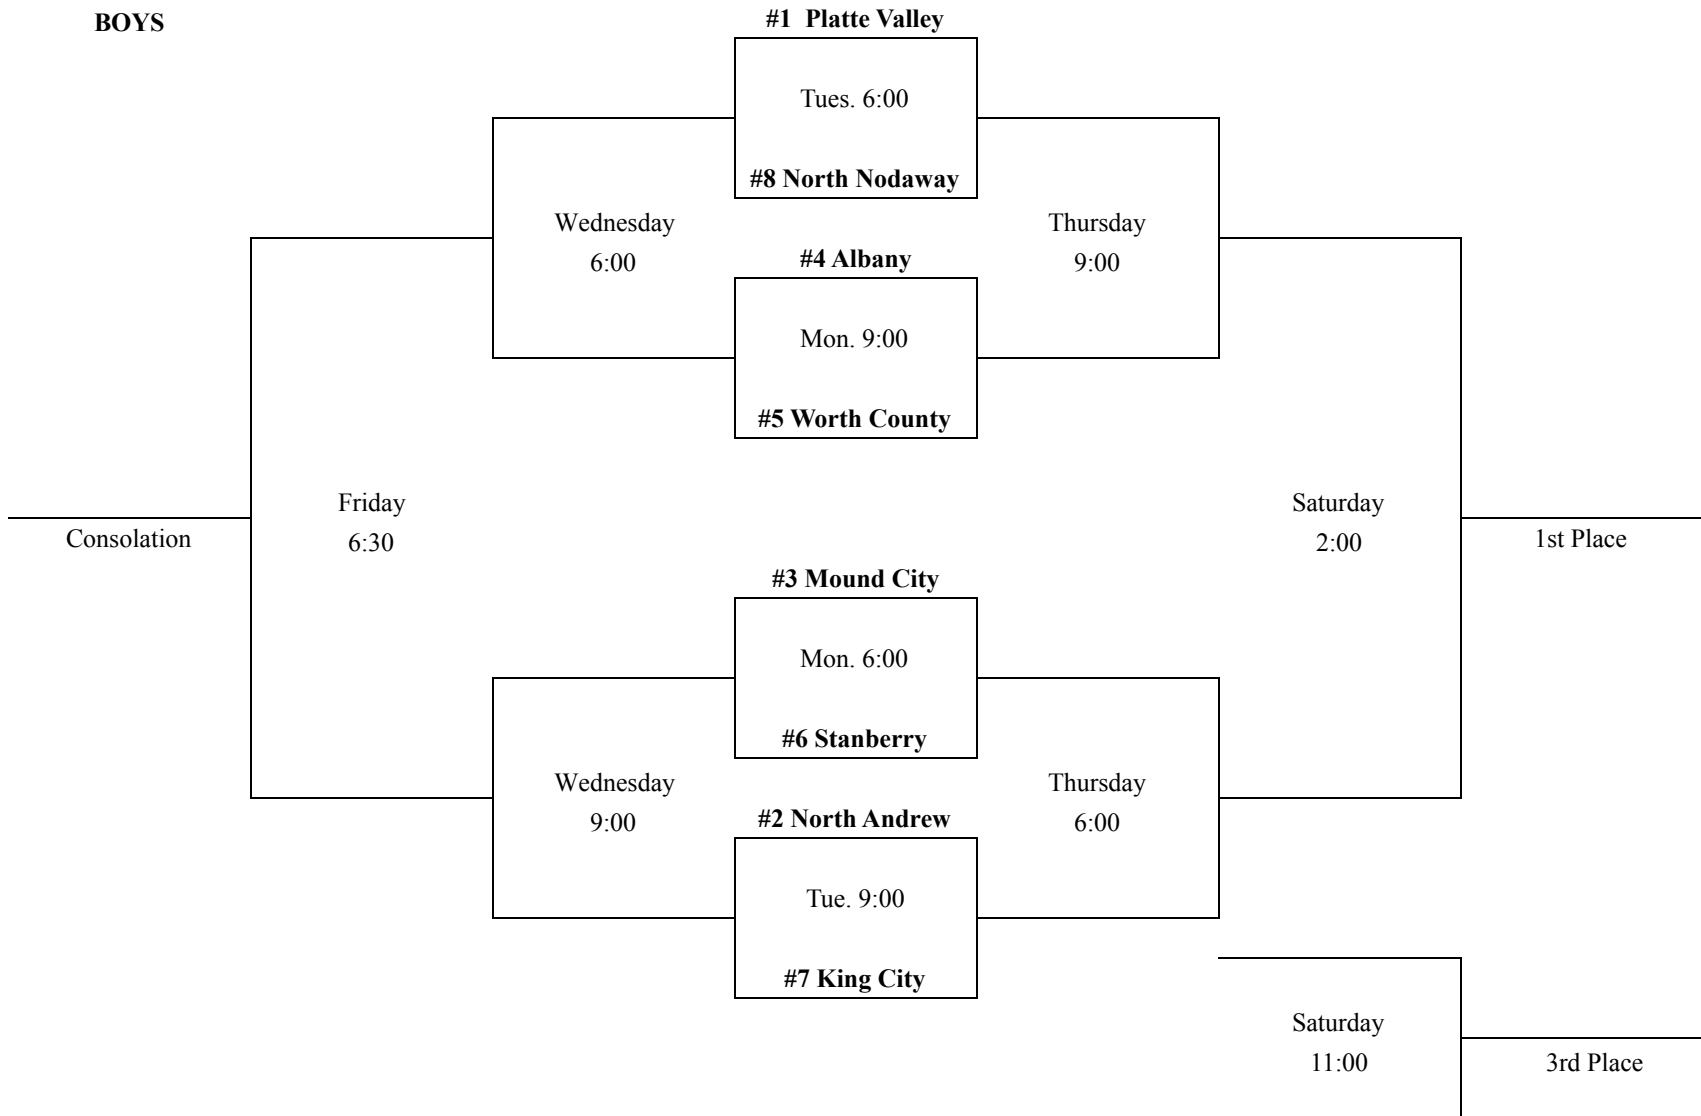 BOYS
#1 Platte Valley
Tues. 6:00
#8 North Nodaway
Wednesday
6:00
Thursday
9:00
#4 Albany
Mon. 9:00
#5 Worth County
Friday
6:30
Consolation
Saturday
2:00
1st Place
#3 Mound City
Mon. 6:00
#6 Stanberry
Wednesday
9:00
Thursday
6:00
#2 North Andrew
Tue. 9:00
#7 King City
Saturday
11:00
3rd Place